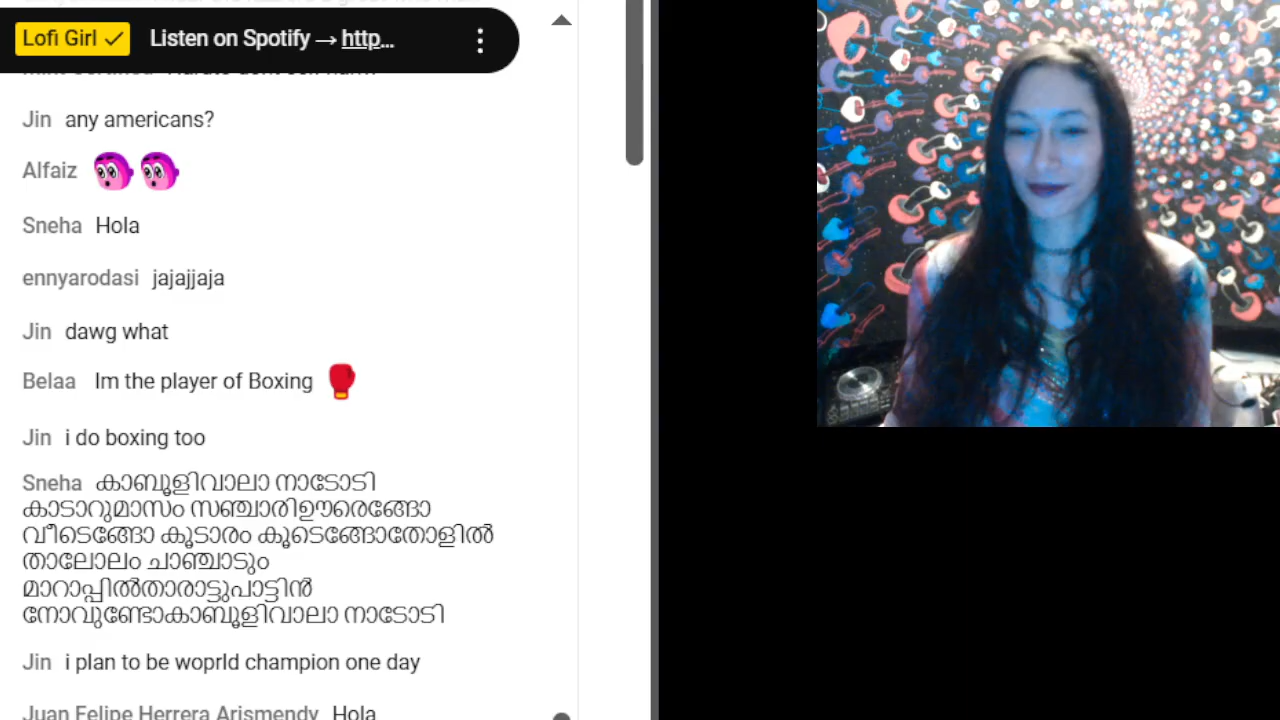 Lofi Girl ✓ Listen on Spotify → http...
Jin any americans?
Alfaiz
Sneha Hola
ennyarodasi jajajjaja
Jin dawg what
Belaa Im the player of Boxing 🥊
Jin i do boxing too
Sneha കാബൂളിവാലാ നാടോടി
കാടാറുമാസം സഞ്ചാരിഊരെങ്ങോ
വീടെങ്ങോ കൂടാരം കൂടെങ്ങോതോളിൽ
താലോലം ചാഞ്ചാടും
മാറാപ്പിൽതാരാട്ടുപാട്ടിൻ
നോവുണ്ടോകാബൂളിവാലാ നാടോടി
Jin i plan to be woprld champion one day
Juan Felipe Herrera Arismendy Hola